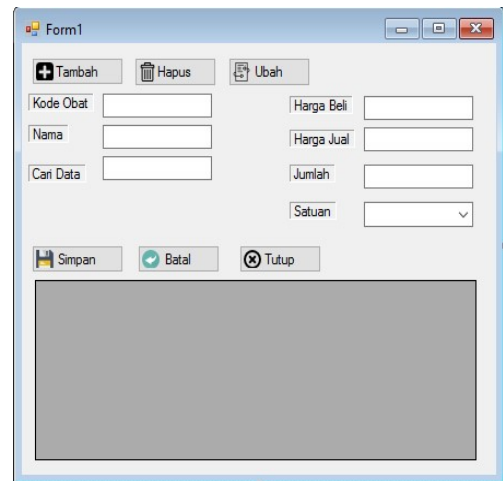 Form1
Tambah Hapus Ubah
Kode Obat Harga Beli
Nama Harga Jual
Cari Data Jumlah
Satuan
Simpan Batal Tutup